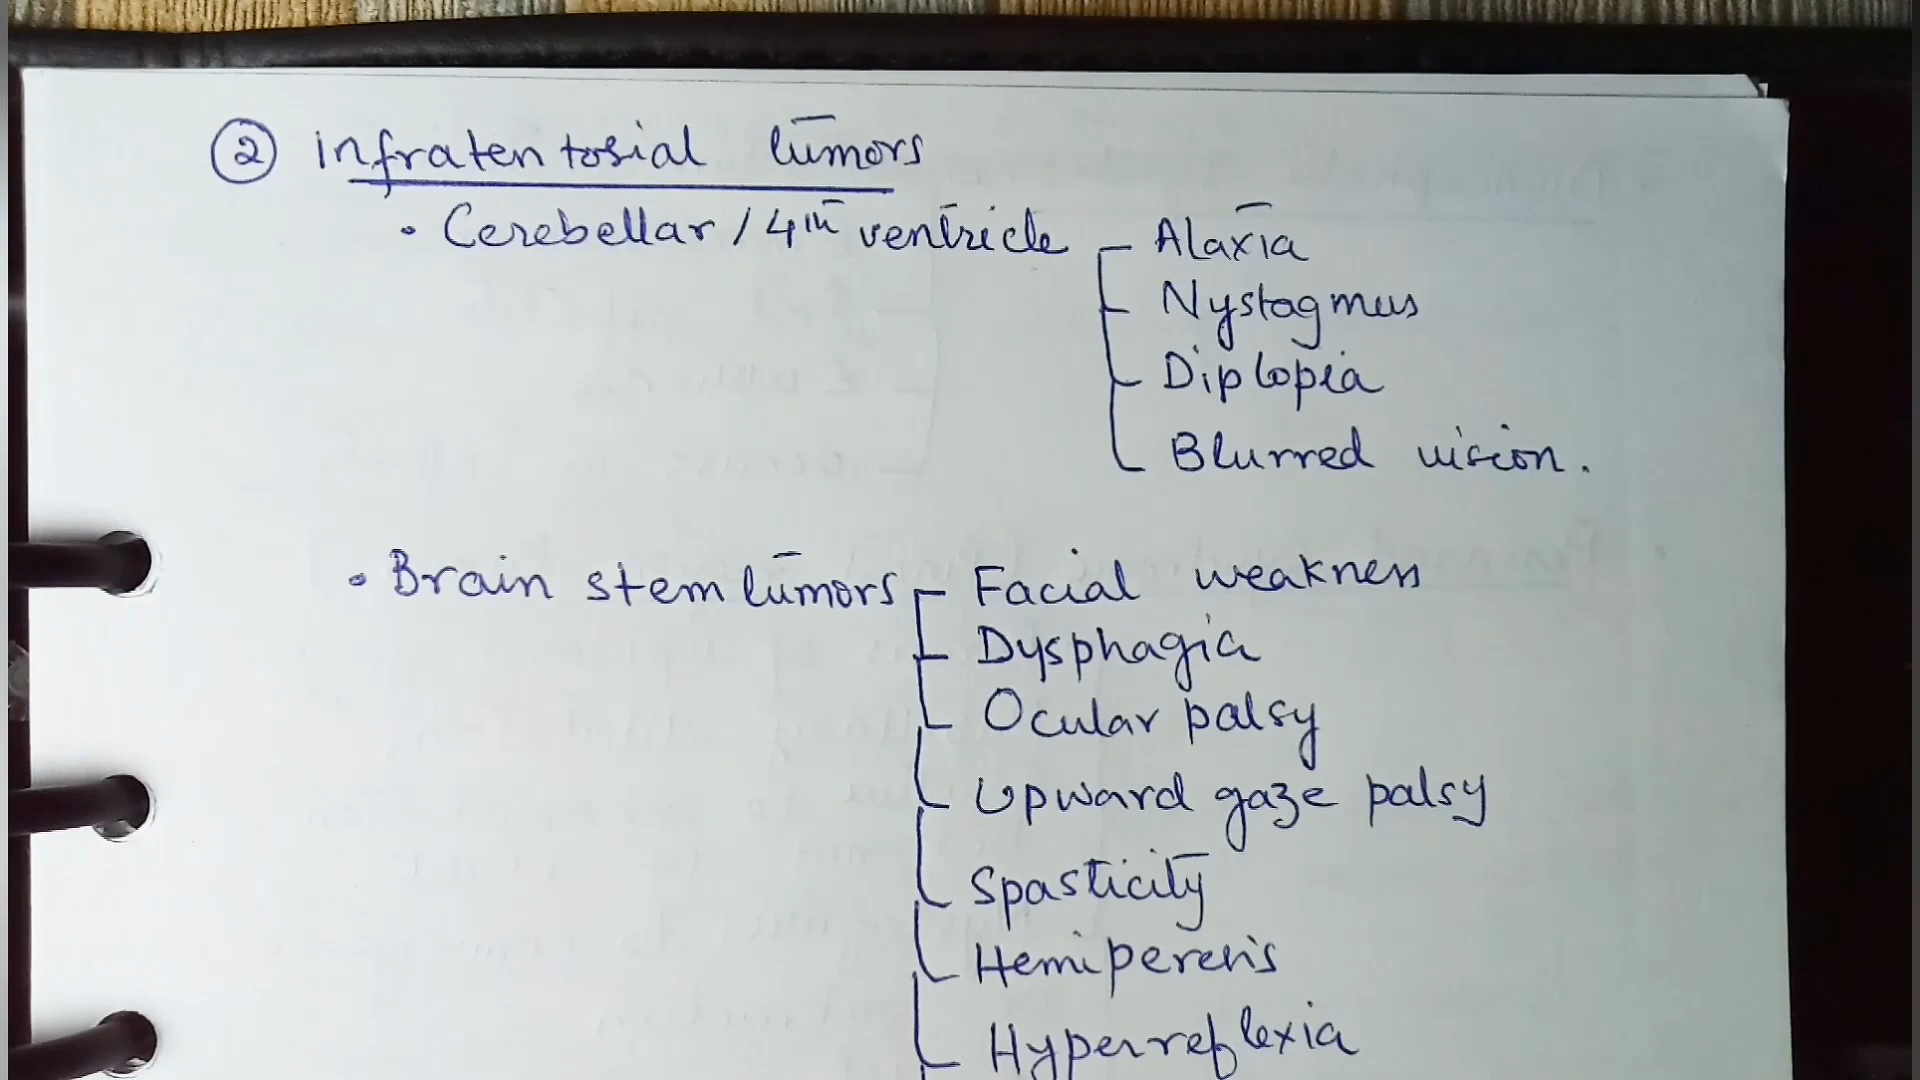 ② infratentorial tumors
• Cerebellar / 4th ventricle - Ataxia
- Nystagmus
- Diplopia
- Blurred vision.
• Brain stem tumors - Facial weakness
- Dysphagia
- Ocular palsy
- Upward gaze palsy
- Spasticity
- Hemiperesis
- Hyperreflexia